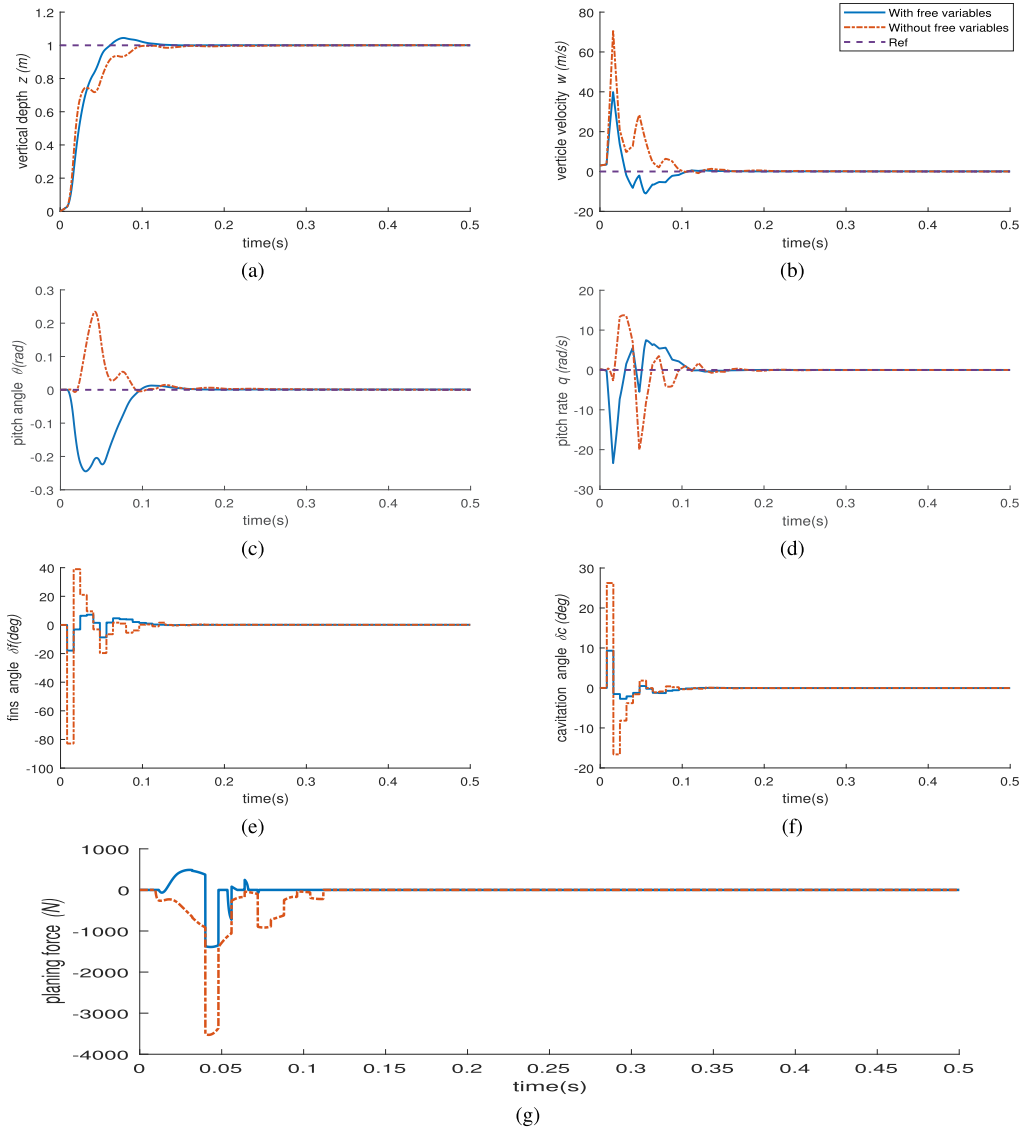 With free variables
Without free variables
Ref
1.2
1
0.8
0.6
0.4
0.2
0
vertical depth z (m)
0 0.1 0.2 0.3 0.4 0.5
time(s)
(a)
80
60
40
20
0
-20
verticle velocity w (m/s)
0 0.1 0.2 0.3 0.4 0.5
time(s)
(b)
0.3
0.2
0.1
0
-0.1
-0.2
-0.3
pitch angle θ(rad)
0 0.1 0.2 0.3 0.4 0.5
time(s)
(c)
20
10
0
-10
-20
-30
pitch rate q (rad/s)
0 0.1 0.2 0.3 0.4 0.5
time(s)
(d)
40
20
0
-20
-40
-60
-80
-100
fins angle δf(deg)
0 0.1 0.2 0.3 0.4 0.5
time(s)
(e)
30
20
10
0
-10
-20
cavitation angle δc (deg)
0 0.1 0.2 0.3 0.4 0.5
time(s)
(f)
1000
0
-1000
-2000
-3000
-4000
planing force (N)
0 0.05 0.1 0.15 0.2 0.25 0.3 0.35 0.4 0.45 0.5
time(s)
(g)